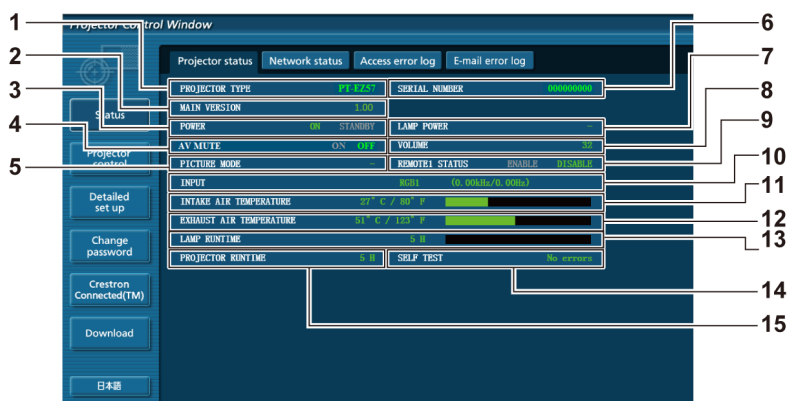 Projector Control Window
Projector status Network status Access error log E-mail error log
PROJECTOR TYPE PT-EZ57 SERIAL NUMBER 000000000
MAIN VERSION 1.00
POWER ON STANDBY LAMP POWER -
AV MUTE ON OFF VOLUME 32
PICTURE MODE - REMOTE1 STATUS ENABLE DISABLE
INPUT RGB1 (0.00kHz/0.00Hz)
INTAKE AIR TEMPERATURE 27° C / 80° F
EXHAUST AIR TEMPERATURE 51° C / 123° F
LAMP RUNTIME 5 H
PROJECTOR RUNTIME 5 H SELF TEST No errors
Status
Projector
control
Detailed
set up
Change
password
Crestron
Connected(TM)
Download
日本語
1
2
3
4
5
6
7
8
9
10
11
12
13
14
15